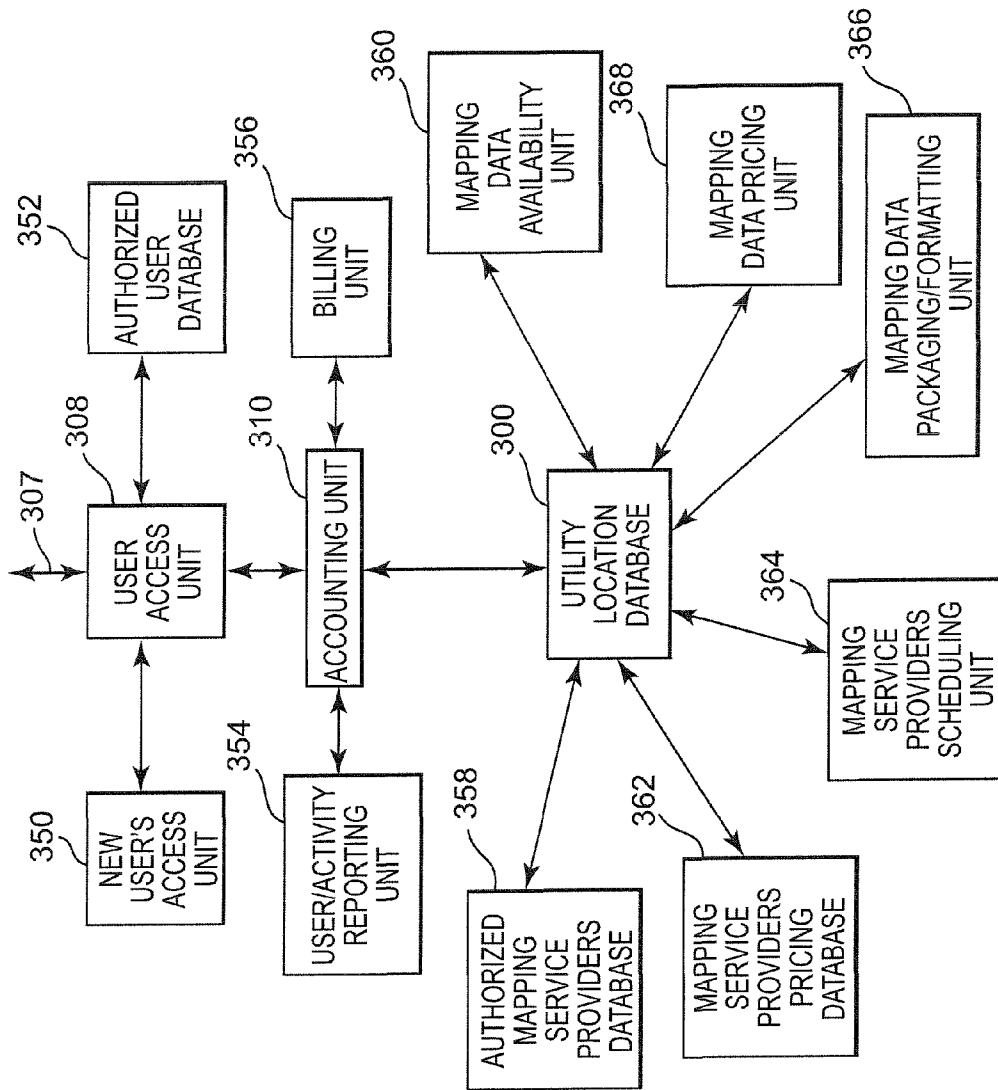 307
350
NEW
USER'S
ACCESS
UNIT
308
USER
ACCESS
UNIT
352
AUTHORIZED
USER
DATABASE
354
USER/ACTIVITY
REPORTING
UNIT
310
ACCOUNTING UNIT
356
BILLING
UNIT
358
AUTHORIZED
MAPPING
SERVICE
PROVIDERS
DATABASE
300
UTILITY
LOCATION
DATABASE
360
MAPPING
DATA
AVAILABILITY
UNIT
362
MAPPING
SERVICE
PROVIDERS
PRICING
DATABASE
364
MAPPING
SERVICE
PROVIDERS
SCHEDULING
UNIT
368
MAPPING
DATA PRICING
UNIT
366
MAPPING DATA
PACKAGING/FORMATTING
UNIT